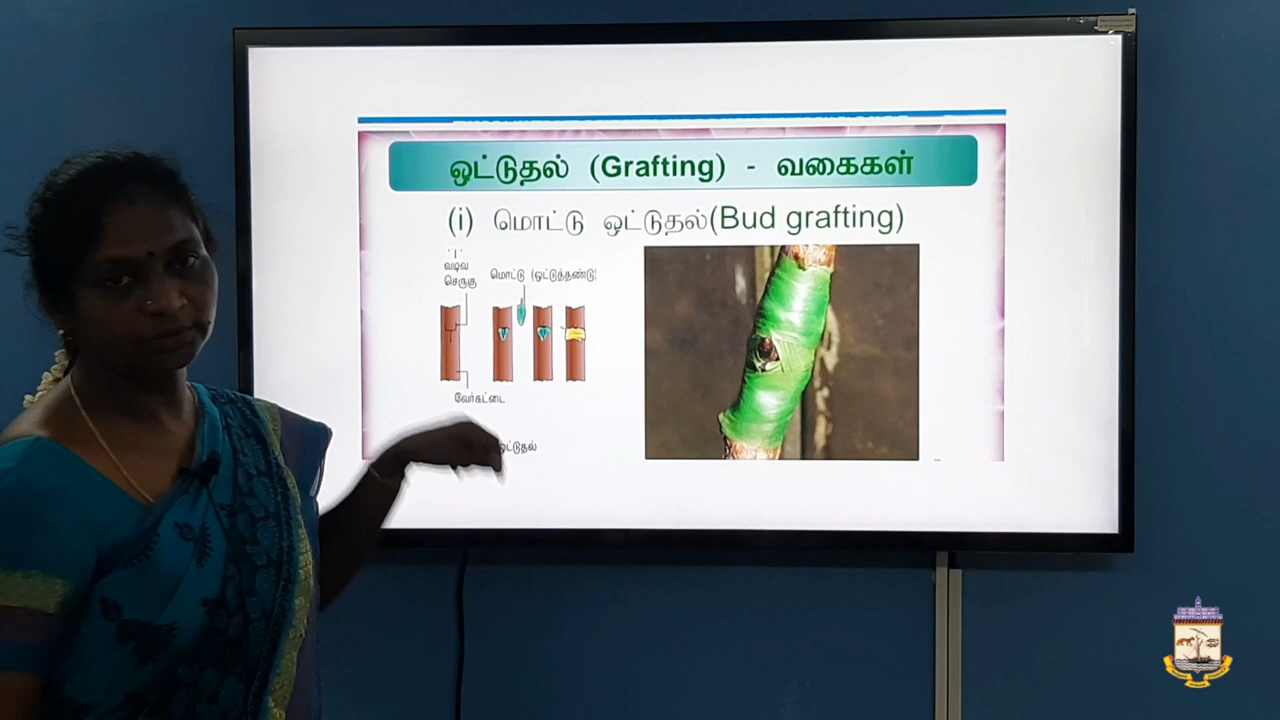 ஒட்டுதல் (Grafting) - வகைகள்
(i) மொட்டு ஒட்டுதல்(Bud grafting)
வடிவ
செருகு
மொட்டு (ஒட்டுத்தண்டு)
வேர்கட்டை
ஒட்டுதல்